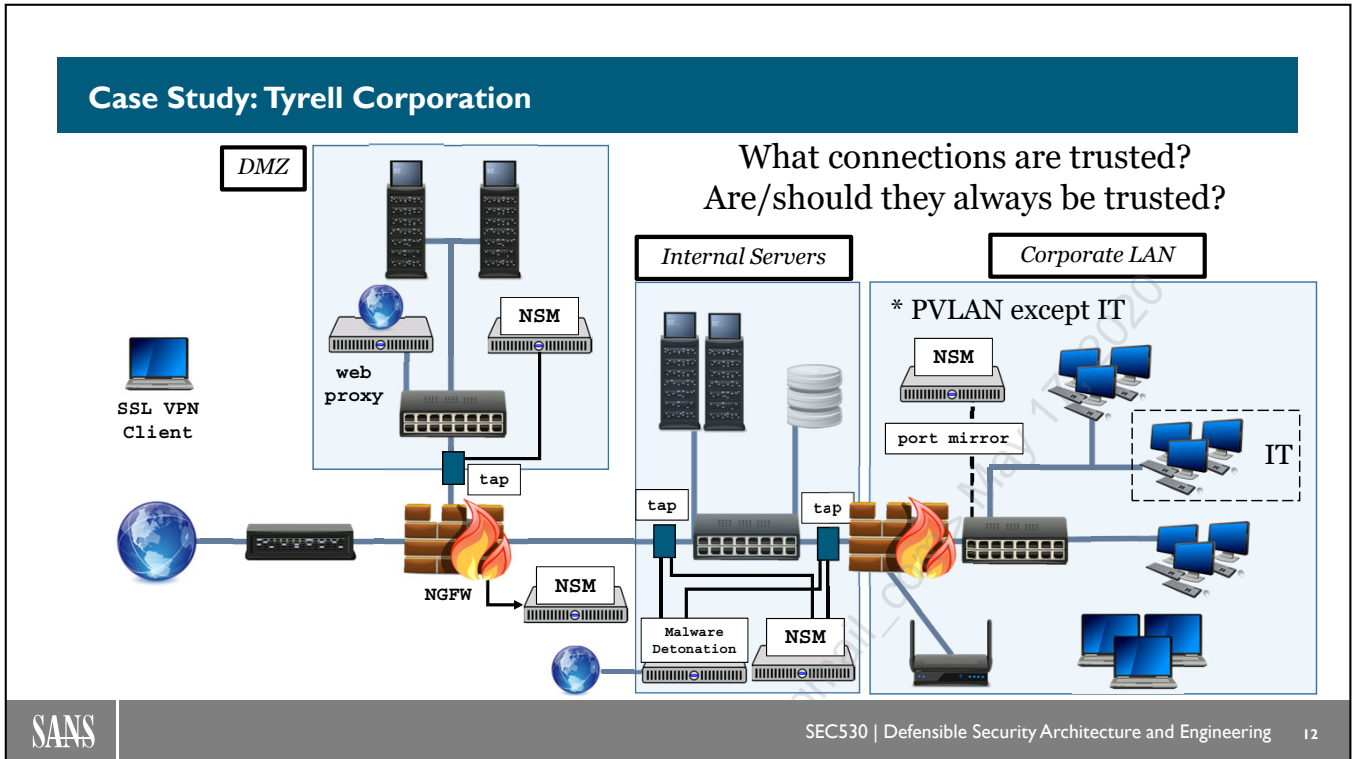 Case Study: Tyrell Corporation
DMZ
What connections are trusted?
Are/should they always be trusted?
Internal Servers
Corporate LAN
* PVLAN except IT
NSM
NSM
web
proxy
SSL VPN
Client
port mirror
IT
tap
tap
tap
NGFW
NSM
Malware
Detonation
NSM
SANS
SEC530 | Defensible Security Architecture and Engineering 12